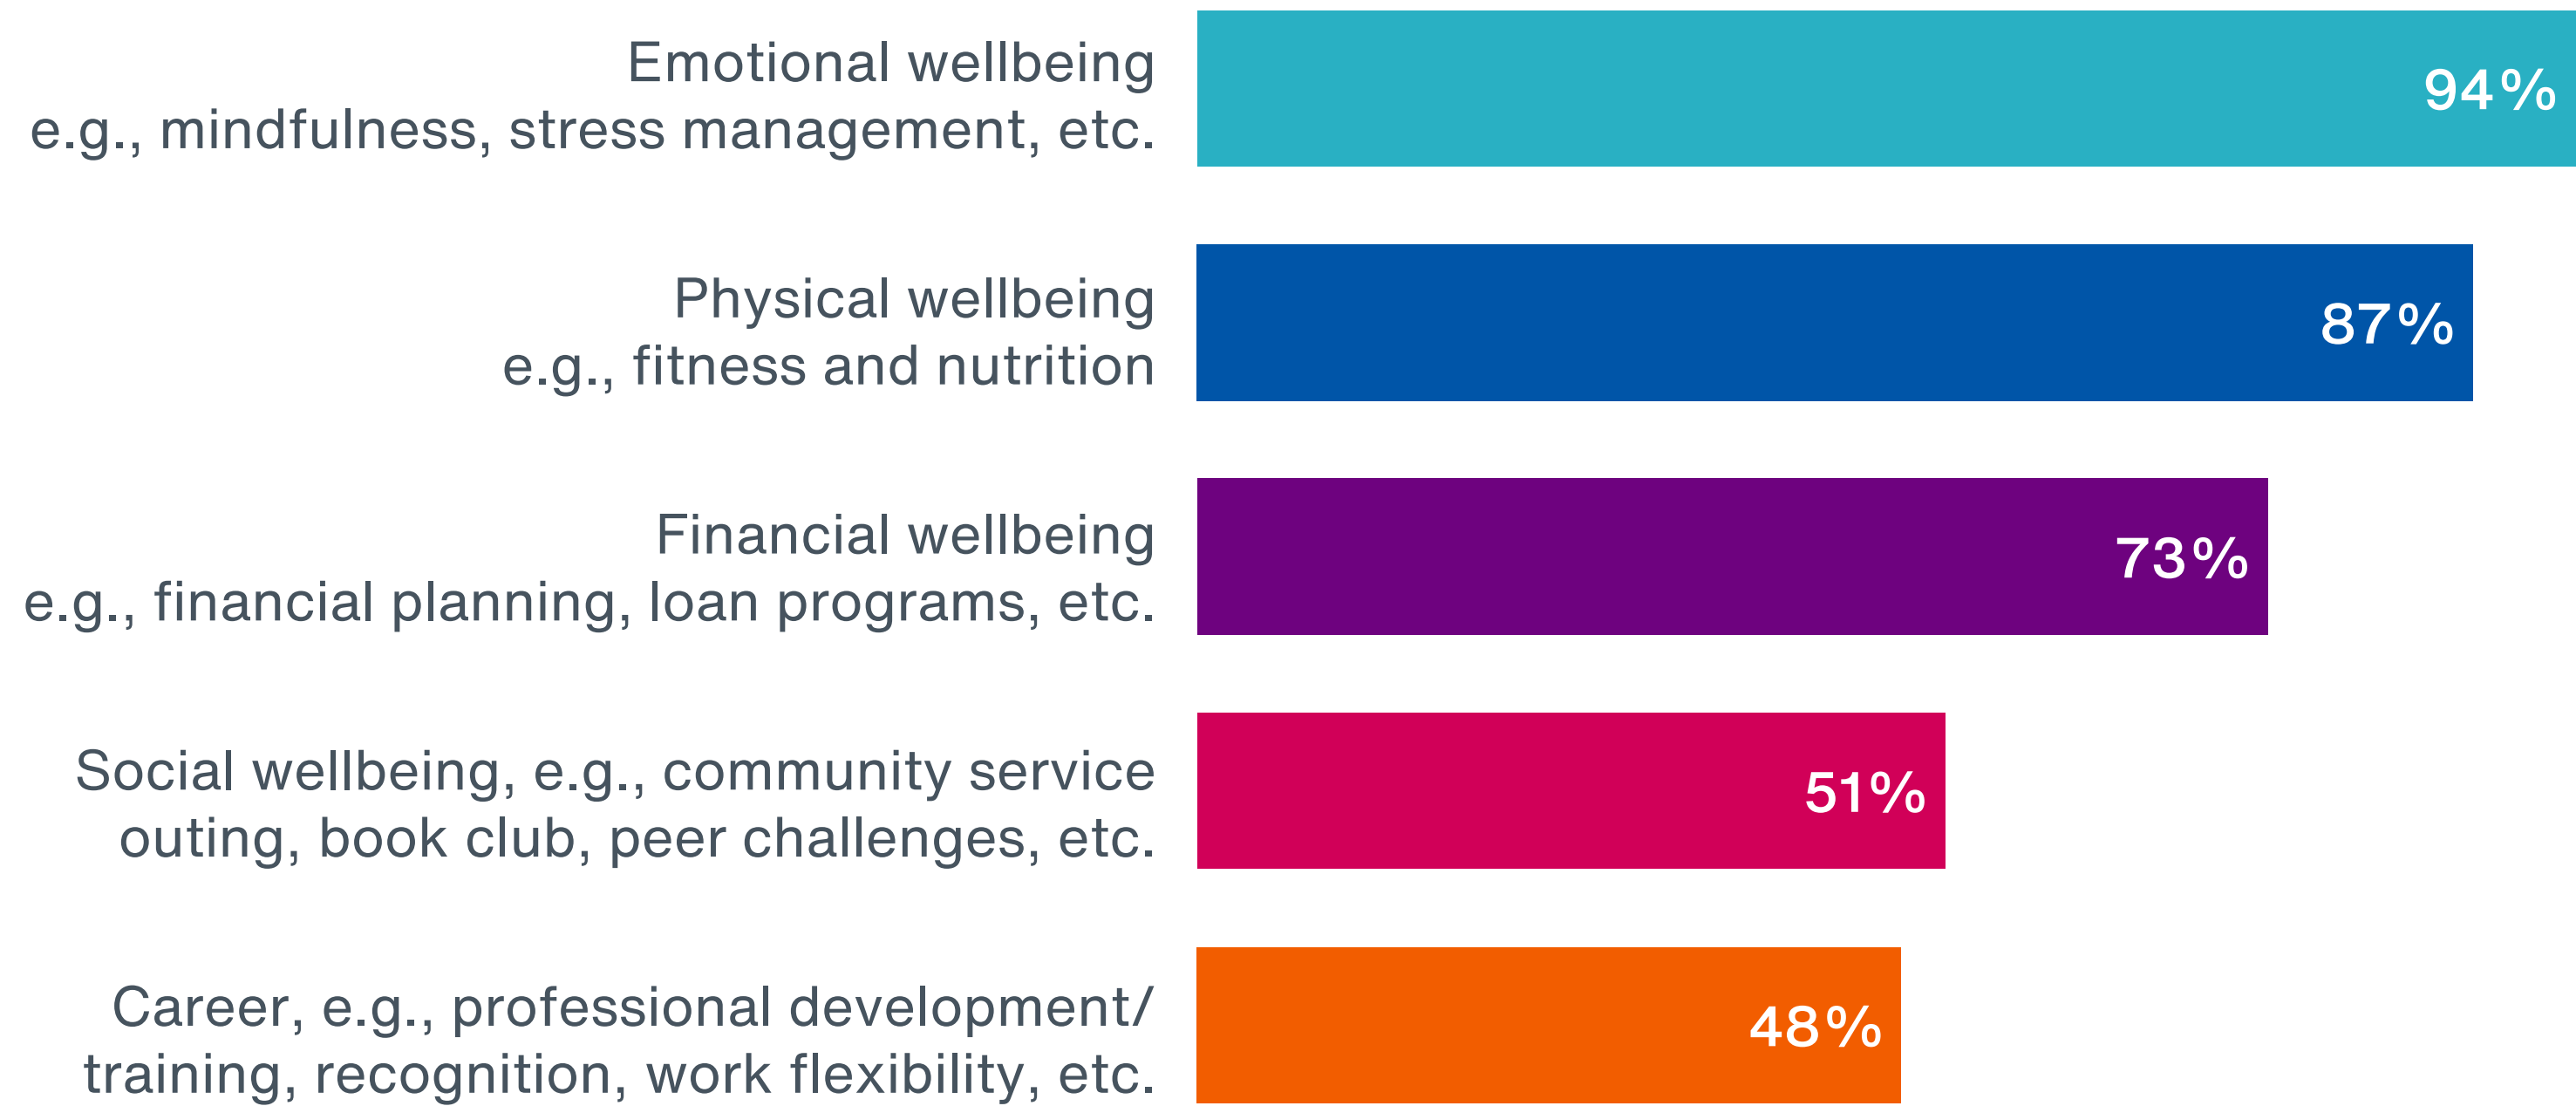 Emotional wellbeing
e.g., mindfulness, stress management, etc.
94%
Physical wellbeing
e.g., fitness and nutrition
87%
Financial wellbeing
e.g., financial planning, loan programs, etc.
73%
Social wellbeing, e.g., community service
outing, book club, peer challenges, etc.
51%
Career, e.g., professional development/
training, recognition, work flexibility, etc.
48%